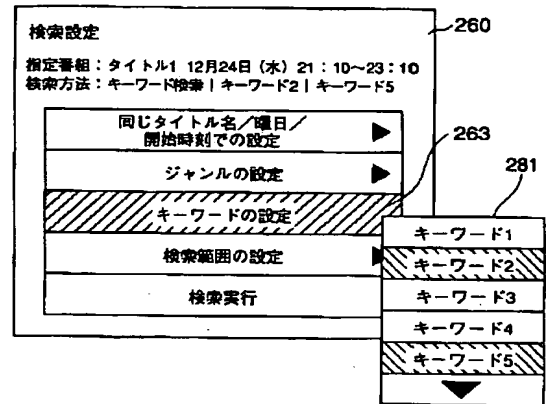 検索設定
260
指定番組：タイトル1 12月24日（水）21：10～23：10
検索方法：キーワード検索｜キーワード2｜キーワード5
同じタイトル名／曜日／
開始時刻での設定
263
ジャンルの設定
281
キーワードの設定
キーワード1
検索範囲の設定
キーワード2
検索実行
キーワード3
キーワード4
キーワード5